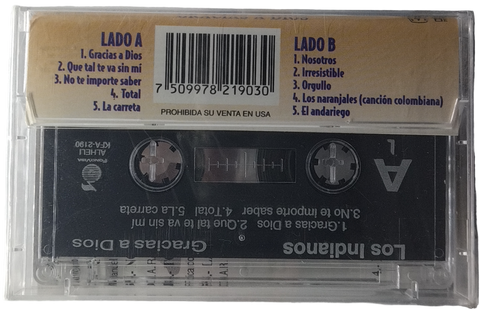 LADO A
1. Gracias a Dios
2. Que tal te va sin mí
3. No te importe saber
4. Total
5. La carreta
7 509978 219030
PROHIBIDA SU VENTA EN USA
LADO B
1. Nosotros
2. Irresistible
3. Orgullo
4. Los naranjales (canción colombiana)
5. El andariego
A
Los Indianos
Gracias a Dios
1.Gracias a Dios 2.Que tal te va sin mi
3.No te importe saber 4.Total 5.La carreta
ALHELI